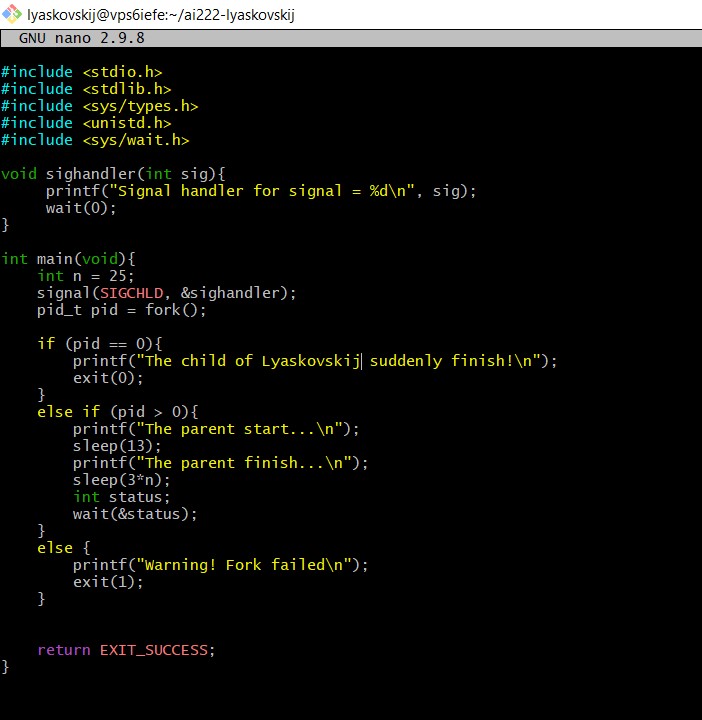 lyaskovskij@vps6iefe:~/ai222-lyaskovskij
GNU nano 2.9.8
#include <stdio.h>
#include <stdlib.h>
#include <sys/types.h>
#include <unistd.h>
#include <sys/wait.h>
void sighandler(int sig){
printf("Signal handler for signal = %d\n", sig);
wait(0);
}
int main(void){
int n = 25;
signal(SIGCHLD, &sighandler);
pid_t pid = fork();
if (pid == 0){
printf("The child of Lyaskovskij suddenly finish!\n");
exit(0);
}
else if (pid > 0){
printf("The parent start...\n");
sleep(13);
printf("The parent finish...\n");
sleep(3*n);
int status;
wait(&status);
}
else {
printf("Warning! Fork failed\n");
exit(1);
}
return EXIT_SUCCESS;
}